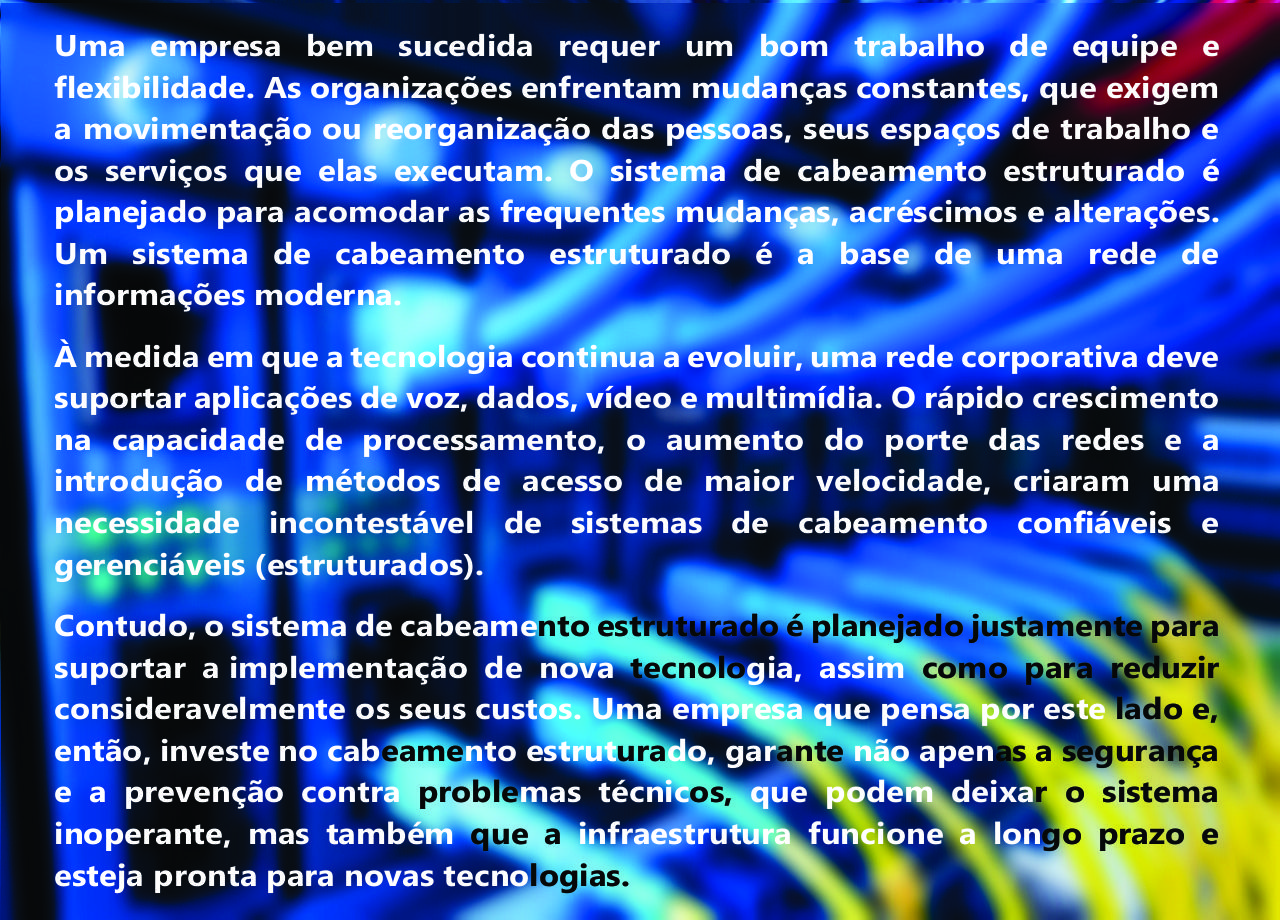 Uma empresa bem sucedida requer um bom trabalho de equipe e
flexibilidade. As organizações enfrentam mudanças constantes, que exigem
a movimentação ou reorganização das pessoas, seus espaços de trabalho e
os serviços que elas executam. O sistema de cabeamento estruturado é
planejado para acomodar as frequentes mudanças, acréscimos e alterações.
Um sistema de cabeamento estruturado é a base de uma rede de
informações moderna.
À medida em que a tecnologia continua a evoluir, uma rede corporativa deve
suportar aplicações de voz, dados, vídeo e multimídia. O rápido crescimento
na capacidade de processamento, o aumento do porte das redes e a
introdução de métodos de acesso de maior velocidade, criaram uma
necessidade incontestável de sistemas de cabeamento confiáveis e
gerenciáveis (estruturados).
Contudo, o sistema de cabeamento estruturado é planejado justamente para
suportar a implementação de nova tecnologia, assim como para reduzir
consideravelmente os seus custos. Uma empresa que pensa por este lado e,
então, investe no cabeamento estruturado, garante não apenas a segurança
e a prevenção contra problemas técnicos, que podem deixar o sistema
inoperante, mas também que a infraestrutura funcione a longo prazo e
esteja pronta para novas tecnologias.